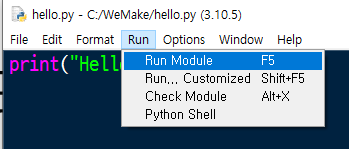 hello.py - C:/WeMake/hello.py (3.10.5)
File Edit Format Run Options Window Help
print("Hell
Run Module F5
Run... Customized Shift+F5
Check Module Alt+X
Python Shell